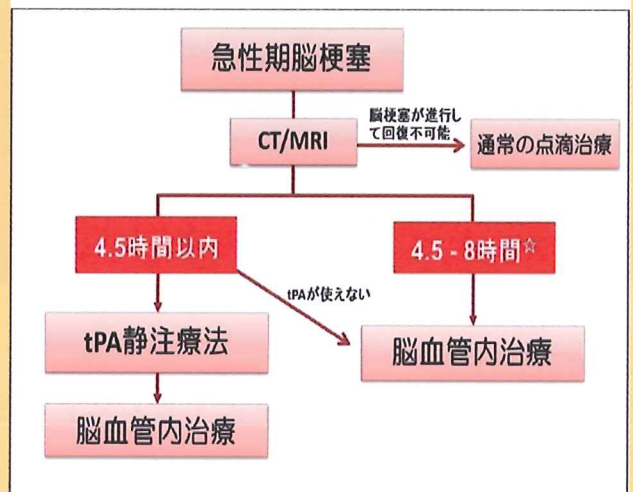 急性期脳梗塞
CT/MRI
脳梗塞が進行し
て回復不可能
通常の点滴治療
4.5時間以内
4.5 - 8時間☆
tPAが使えない
tPA静注療法
脳血管内治療
脳血管内治療